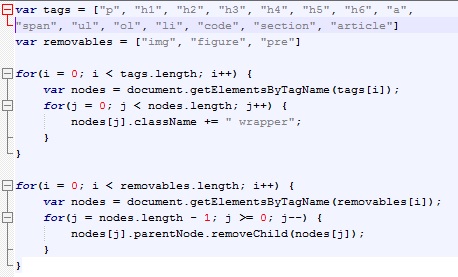 var tags = ["p", "h1", "h2", "h3", "h4", "h5", "h6", "a",
"span", "ul", "ol", "li", "code", "section", "article"]
var removables = ["img", "figure", "pre"]
for(i = 0; i < tags.length; i++) {
var nodes = document.getElementsByTagName(tags[i]);
for(j = 0; j < nodes.length; j++) {
nodes[j].className += " wrapper";
}
}
for(i = 0; i < removables.length; i++) {
var nodes = document.getElementsByTagName(removables[i]);
for(j = nodes.length - 1; j >= 0; j--) {
nodes[j].parentNode.removeChild(nodes[j]);
}
}